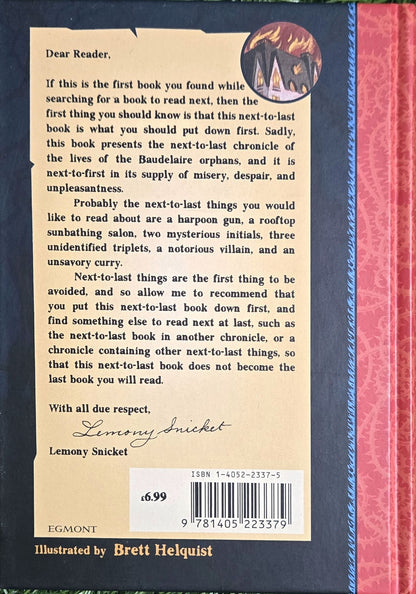 Dear Reader,
If this is the first book you found while
searching for a book to read next, then the
first thing you should know is that this next-to-last
book is what you should put down first. Sadly,
this book presents the next-to-last chronicle of
the lives of the Baudelaire orphans, and it is
next-to-first in its supply of misery, despair, and
unpleasantness.
Probably the next-to-last things you would
like to read about are a harpoon gun, a rooftop
sunbathing salon, two mysterious initials, three
unidentified triplets, a notorious villain, and an
unsavory curry.
Next-to-last things are the first thing to be
avoided, and so allow me to recommend that
you put this next-to-last book down first, and
find something else to read next at last, such as
the next-to-last book in another chronicle, or a
chronicle containing other next-to-last things, so
that this next-to-last book does not become the
last book you will read.
With all due respect,
Lemony Snicket
Lemony Snicket
ISBN 1-4052-2337-5
£6.99
9 781405 223379
EGMONT
Illustrated by Brett Helquist